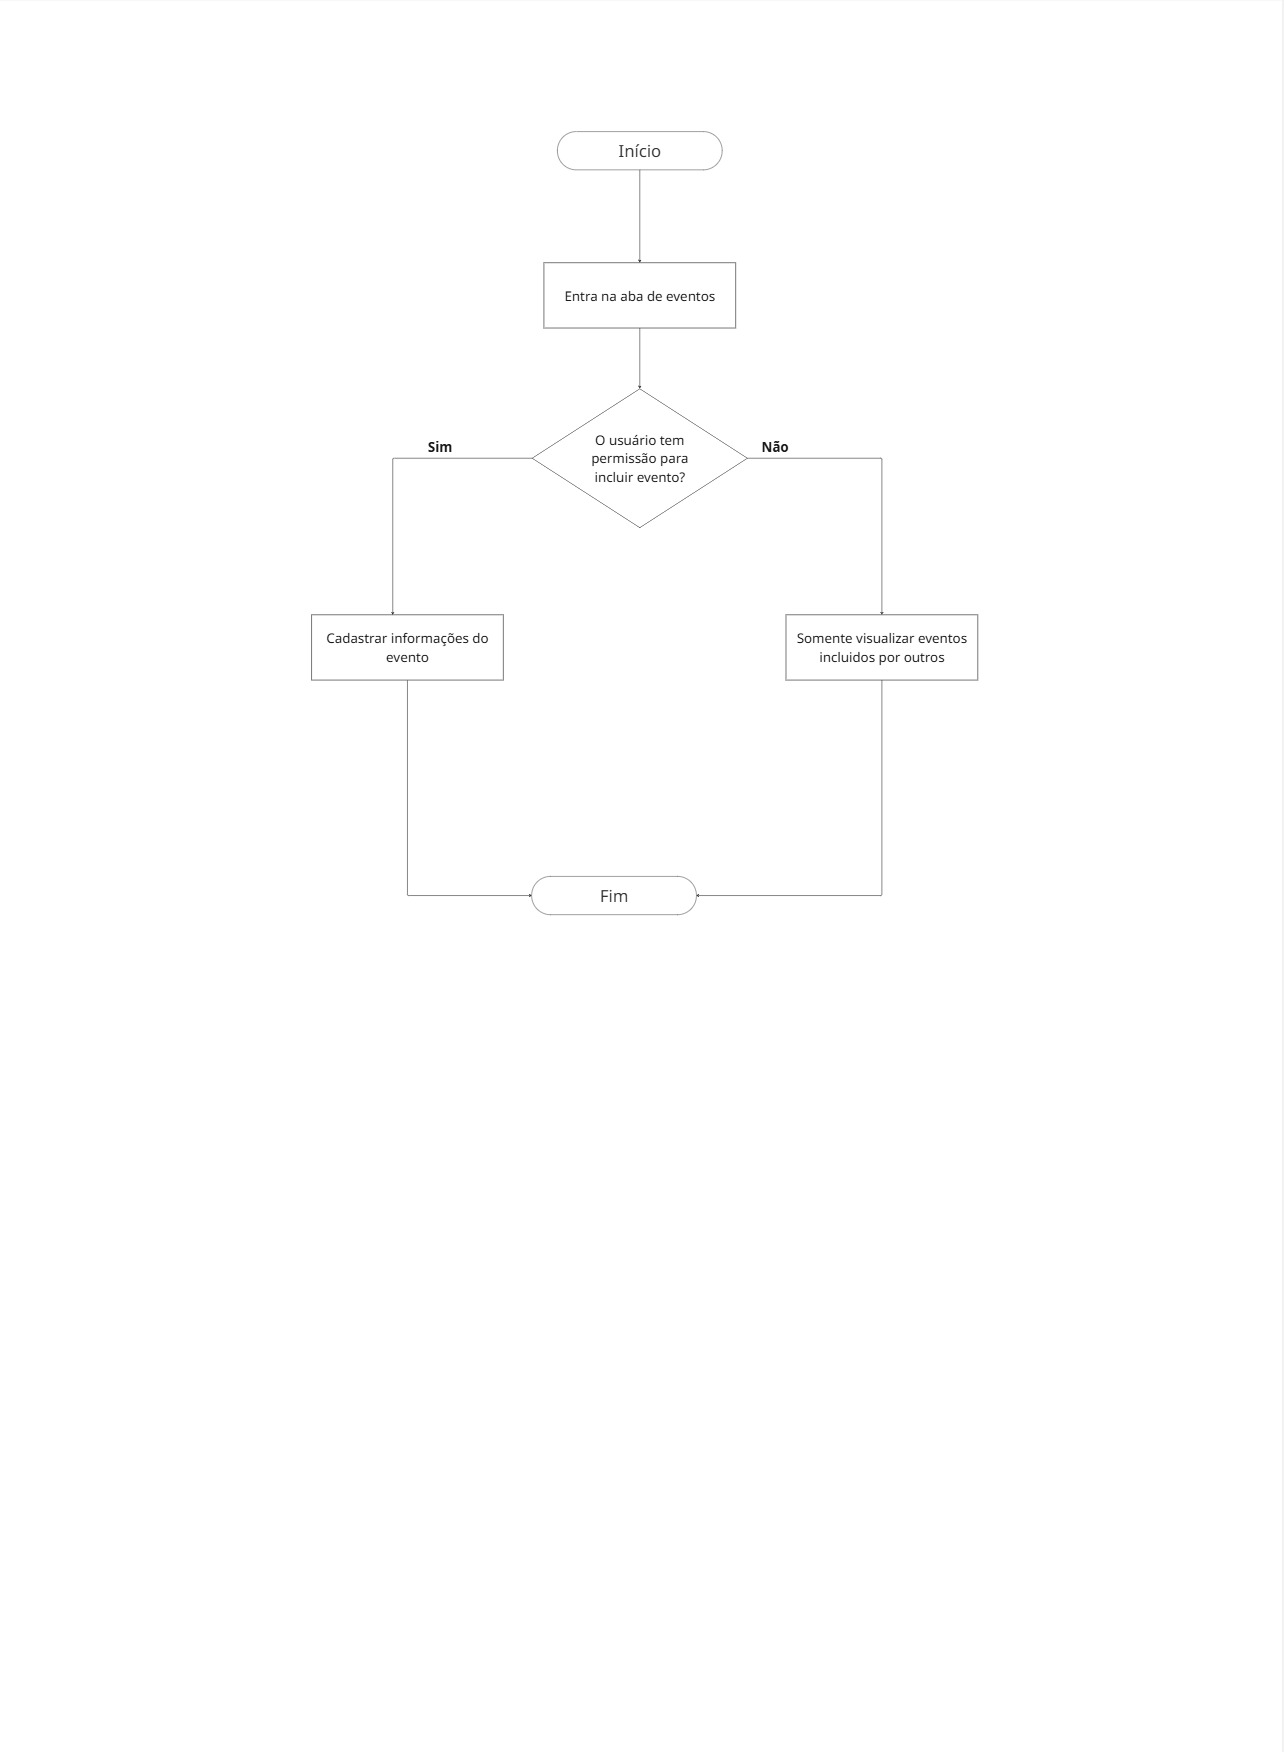 Início
Entra na aba de eventos
O usuário tem
permissão para
incluir evento?
Sim
Não
Cadastrar informações do
evento
Somente visualizar eventos
incluidos por outros
Fim